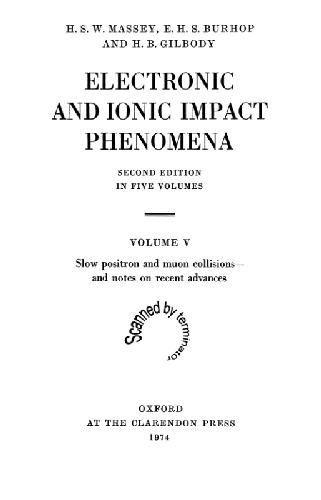 H. S. W. MASSEY, E. H. S. BURHOP
AND H. B. GILBODY
ELECTRONIC
AND IONIC IMPACT
PHENOMENA
SECOND EDITION
IN FIVE VOLUMES
VOLUME V
Slow positron and muon collisions—
and notes on recent advances
Scanned by terminator
OXFORD
AT THE CLARENDON PRESS
1974